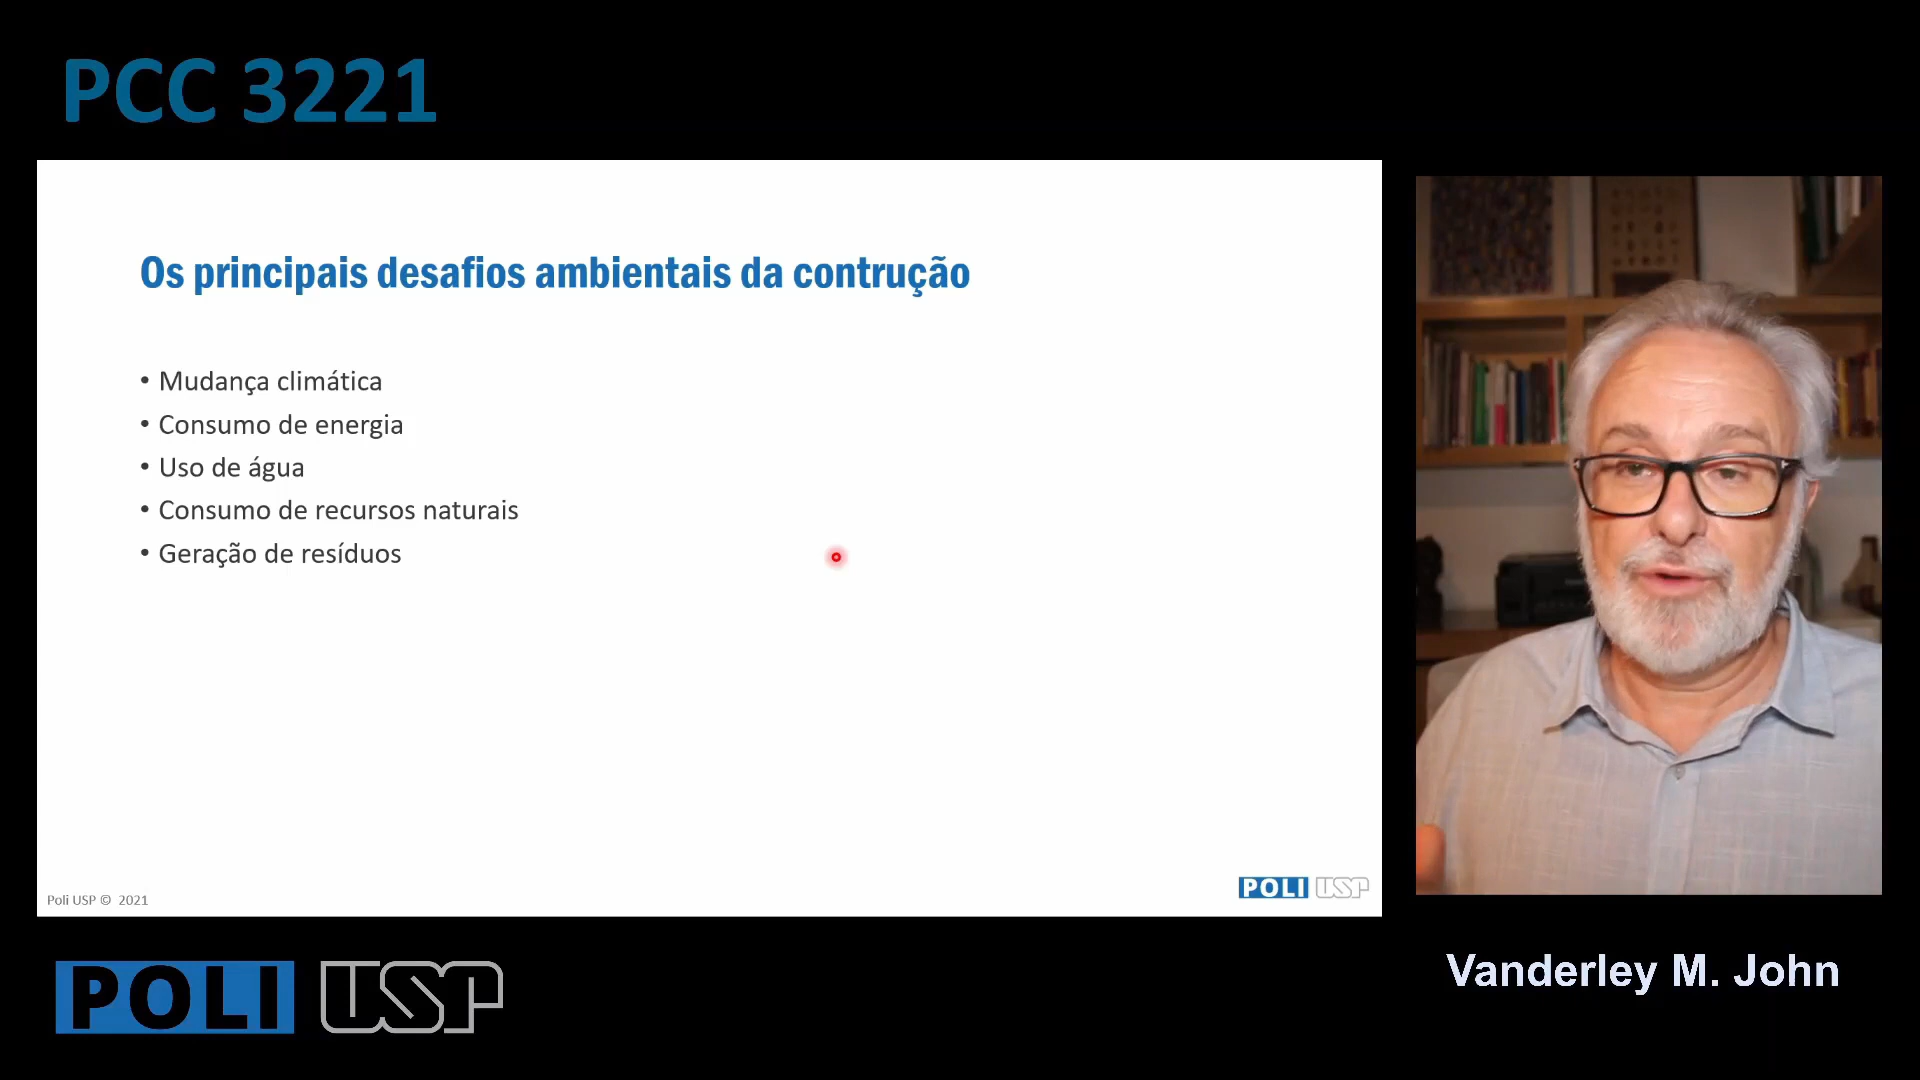 PCC 3221
Os principais desafios ambientais da contrução
• Mudança climática
• Consumo de energia
• Uso de água
• Consumo de recursos naturais
• Geração de resíduos
Poli USP © 2021
POLI USP
POLI USP
Vanderley M. John